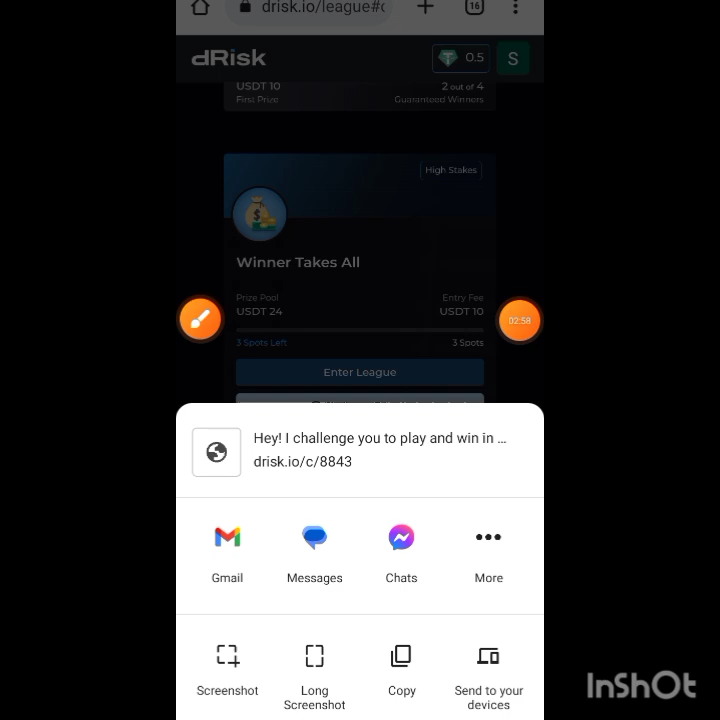 drisk.io/league#c
16
dRisk
0.5
S
USDT 10
2 out of 4
First Prize
Guaranteed Winners
High Stakes
Winner Takes All
Prize Pool
Entry Fee
USDT 24
USDT 10
3 Spots Left
3 Spots
02:58
Enter League
Hey! I challenge you to play and win in ...
drisk.io/c/8843
Gmail
Messages
Chats
More
Screenshot
Long
Screenshot
Copy
Send to your
devices
InShOt